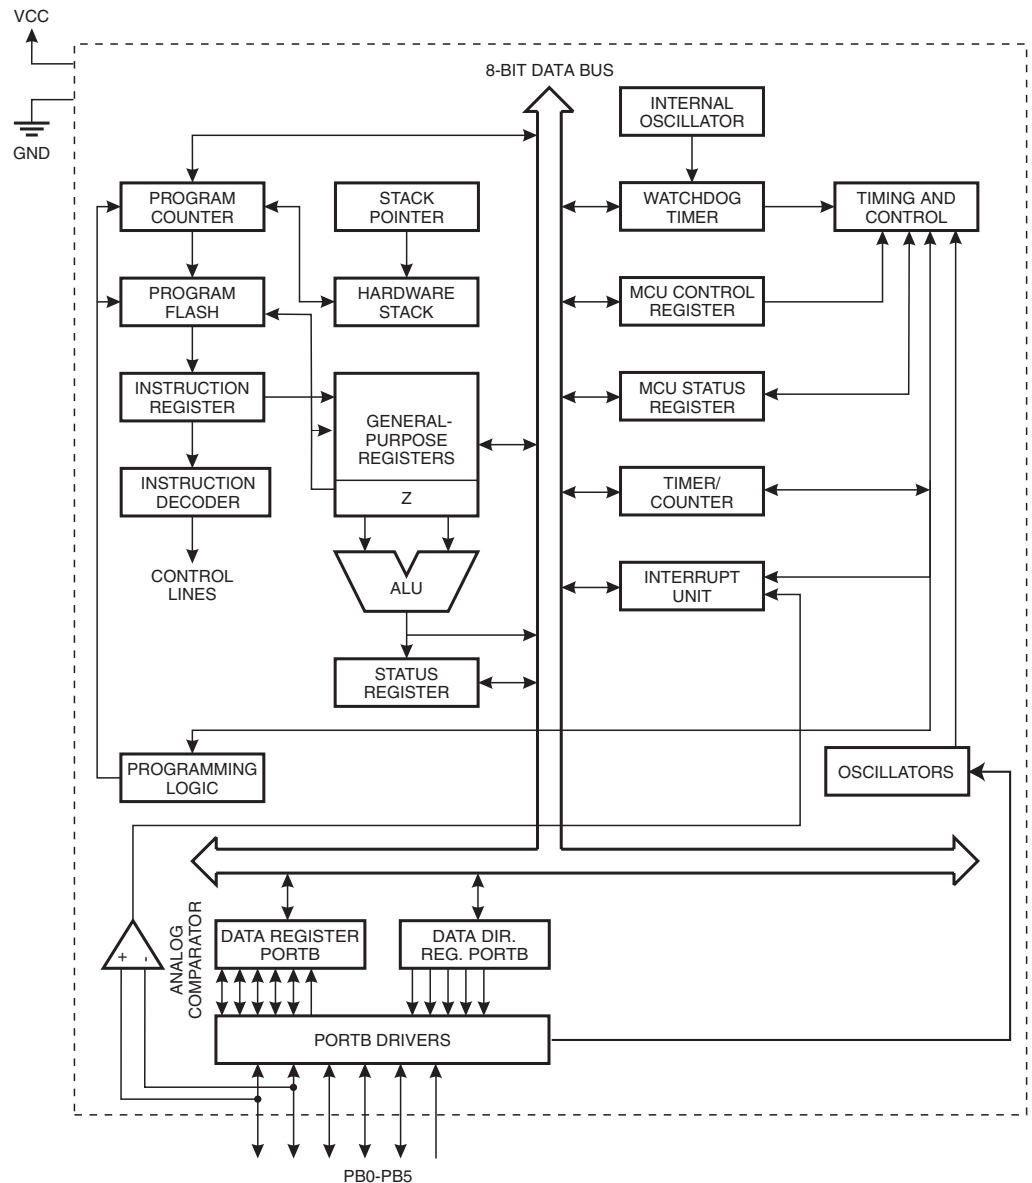 VCC
8-BIT DATA BUS
GND
INTERNAL
OSCILLATOR
PROGRAM
COUNTER
STACK
POINTER
WATCHDOG
TIMER
TIMING AND
CONTROL
PROGRAM
FLASH
HARDWARE
STACK
MCU CONTROL
REGISTER
INSTRUCTION
REGISTER
GENERAL-
PURPOSE
REGISTERS
Z
MCU STATUS
REGISTER
INSTRUCTION
DECODER
TIMER/
COUNTER
CONTROL
LINES
ALU
INTERRUPT
UNIT
STATUS
REGISTER
PROGRAMMING
LOGIC
OSCILLATORS
+
-
ANALOG
COMPARATOR
DATA REGISTER
PORTB
DATA DIR.
REG. PORTB
PORTB DRIVERS
PB0-PB5